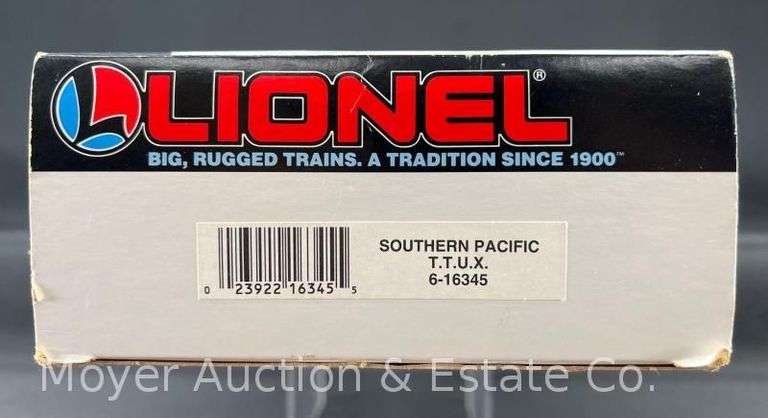 LIONEL®
BIG, RUGGED TRAINS. A TRADITION SINCE 1900™
SOUTHERN PACIFIC
T.T.U.X.
6-16345
0 23922 16345 5
Moyer Auction & Estate Co.